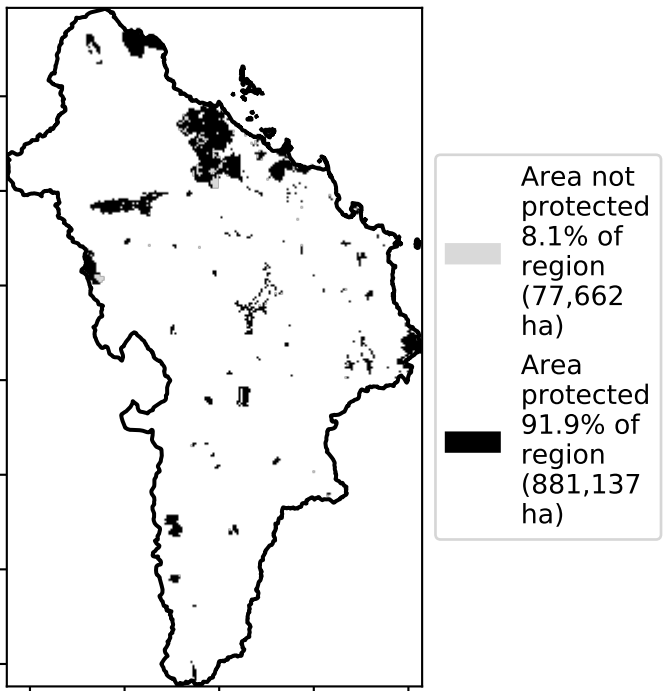 Area not
protected
8.1% of
region
(77,662
ha)
Area
protected
91.9% of
region
(881,137
ha)